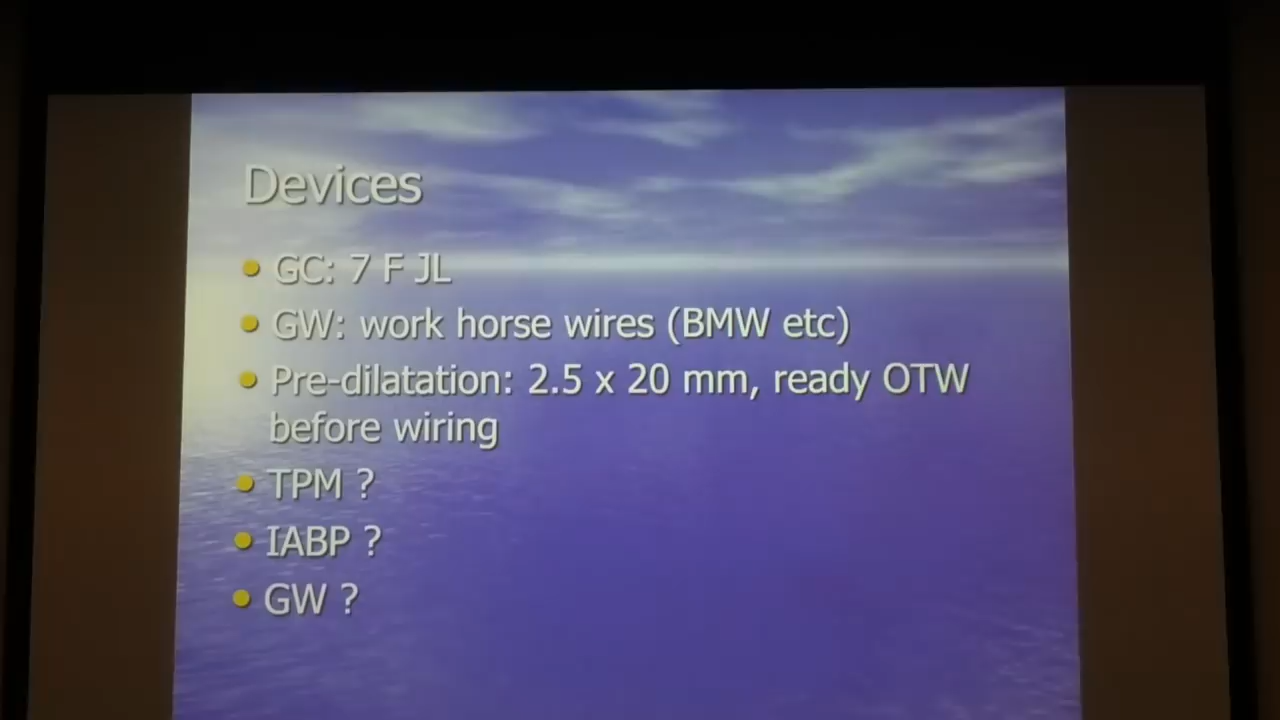 Devices
GC: 7 F JL
GW: work horse wires (BMW etc)
Pre-dilatation: 2.5 x 20 mm, ready OTW
before wiring
TPM ?
IABP ?
GW ?